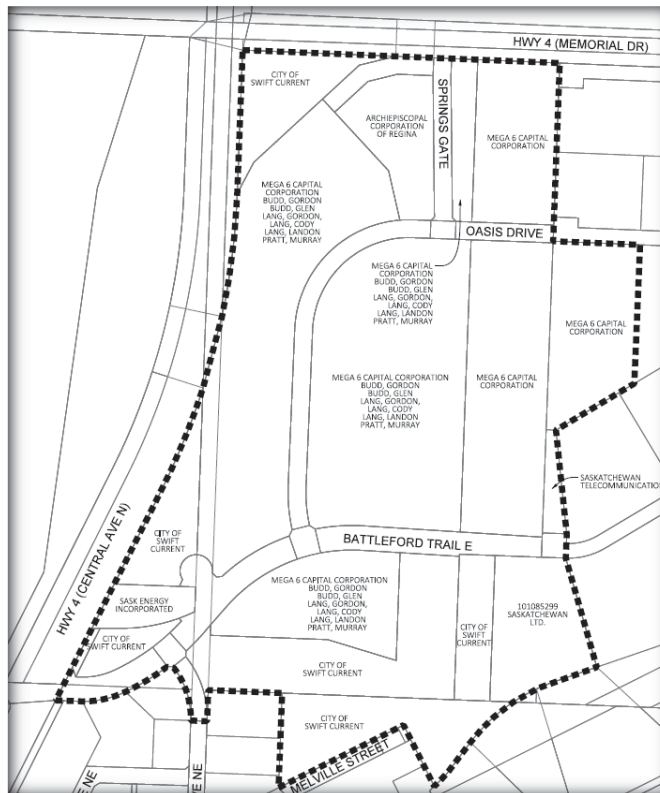 HWY 4 (MEMORIAL DR)
CITY OF
SWIFT CURRENT
ARCHIEPISCOPAL
CORPORATION
OF REGINA
SPRINGS GATE
MEGA 6 CAPITAL
CORPORATION
MEGA 6 CAPITAL
CORPORATION
BUDD, GORDON
BUDD, GLEN
LANG, GORDON,
LANG, CODY
LANG, LANDON
PRATT, MURRAY
OASIS DRIVE
MEGA 6 CAPITAL
CORPORATION
BUDD, GORDON
BUDD, GLEN
LANG, GORDON,
LANG, CODY
LANG, LANDON
PRATT, MURRAY
MEGA 6 CAPITAL
CORPORATION
MEGA 6 CAPITAL CORPORATION
BUDD, GORDON
BUDD, GLEN
LANG, GORDON,
LANG, CODY
LANG, LANDON
PRATT, MURRAY
MEGA 6 CAPITAL
CORPORATION
SASKATCHEWAN
TELECOMMUNICATION
HWY 4 (CENTRAL AVE N)
CITY OF
SWIFT
CURRENT
BATTLEFORD TRAIL E
MEGA 6 CAPITAL CORPORATION
BUDD, GORDON
BUDD, GLEN
LANG, GORDON,
LANG, CODY
LANG, LANDON
PRATT, MURRAY
SASK ENERGY
INCORPORATED
101085299
SASKATCHEWAN
LTD.
CITY OF
SWIFT
CURRENT
CITY OF
SWIFT CURRENT
CITY OF
SWIFT CURRENT
CITY OF
SWIFT CURRENT
MELVILLE STREET
E NE
VE NE